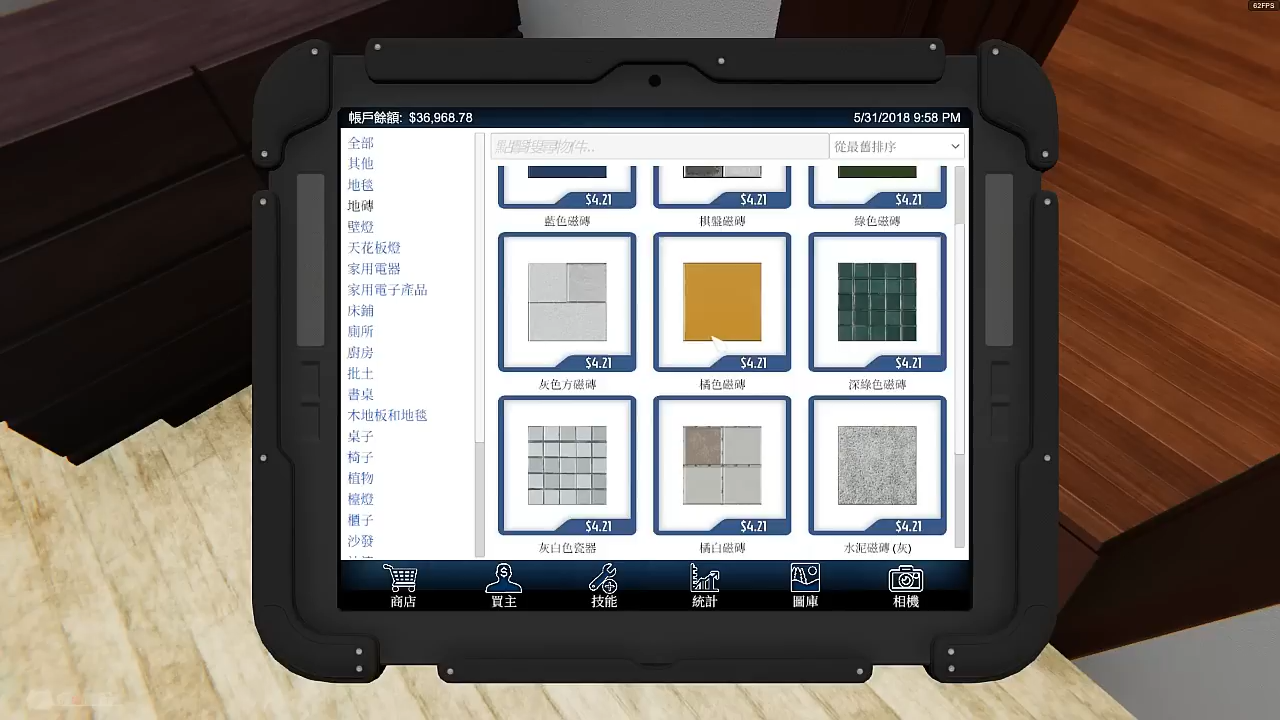 62FPS
帳戶餘額: $36,968.78
5/31/2018 9:58 PM
全部
其他
地毯
地磚
壁燈
天花板燈
家用電器
家用電子產品
床鋪
廁所
廚房
批土
書桌
木地板和地毯
桌子
椅子
植物
檯燈
櫃子
沙發
從最舊排序
$4.21 $4.21 $4.21
藍色磁磚 棋盤磁磚 綠色磁磚
$4.21 $4.21 $4.21
灰色方磁磚 橘色磁磚 深綠色磁磚
$4.21 $4.21 $4.21
灰白色瓷器 橘白磁磚 水泥磁磚 (灰)
商店 買主 技能 統計 圖庫 相機